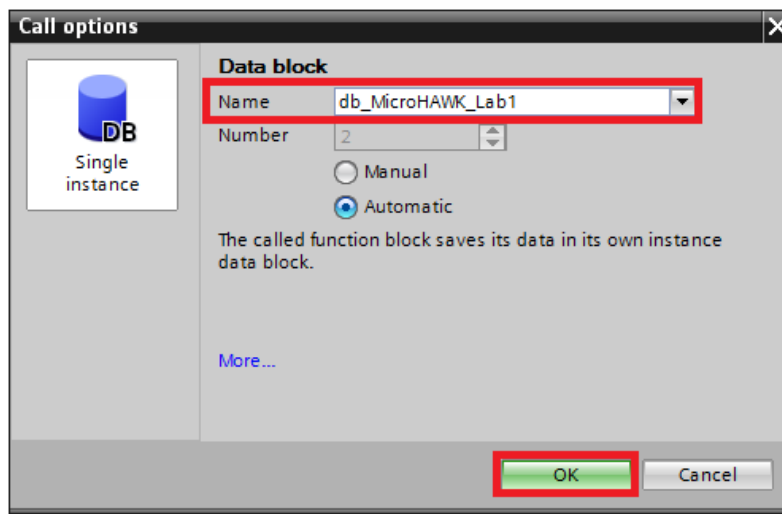 Call options
DB
Single
instance
Data block
Name db_MicroHAWK_Lab1
Number 2
Manual
Automatic
The called function block saves its data in its own instance
data block.
More...
OK Cancel